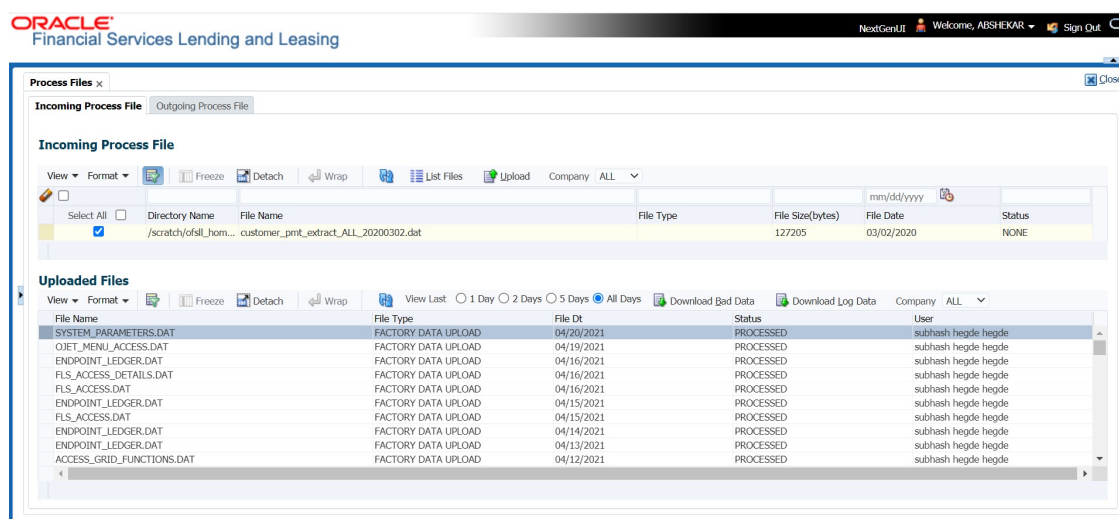 ORACLE
NextGenUI Welcome, ABSHEKAR Sign Out
Financial Services Lending and Leasing
Process Files × Close
Incoming Process File Outgoing Process File
Incoming Process File
View Format Freeze Detach Wrap List Files Upload Company ALL
mm/dd/yyyy
Select All Directory Name File Name File Type File Size(bytes) File Date Status
/scratch/ofsll_hom... customer_pmt_extract_ALL_20200302.dat 127205 03/02/2020 NONE
Uploaded Files
View Format Freeze Detach Wrap View Last 1 Day 2 Days 5 Days All Days Download Bad Data Download Log Data Company ALL
File Name File Type File Dt Status User
SYSTEM_PARAMETERS.DAT FACTORY DATA UPLOAD 04/20/2021 PROCESSED subhash hegde hegde
OJET_MENU_ACCESS.DAT FACTORY DATA UPLOAD 04/19/2021 PROCESSED subhash hegde hegde
ENDPOINT_LEDGER.DAT FACTORY DATA UPLOAD 04/16/2021 PROCESSED subhash hegde hegde
FLS_ACCESS_DETAILS.DAT FACTORY DATA UPLOAD 04/16/2021 PROCESSED subhash hegde hegde
FLS_ACCESS.DAT FACTORY DATA UPLOAD 04/16/2021 PROCESSED subhash hegde hegde
ENDPOINT_LEDGER.DAT FACTORY DATA UPLOAD 04/15/2021 PROCESSED subhash hegde hegde
FLS_ACCESS.DAT FACTORY DATA UPLOAD 04/15/2021 PROCESSED subhash hegde hegde
ENDPOINT_LEDGER.DAT FACTORY DATA UPLOAD 04/14/2021 PROCESSED subhash hegde hegde
ENDPOINT_LEDGER.DAT FACTORY DATA UPLOAD 04/13/2021 PROCESSED subhash hegde hegde
ACCESS_GRID_FUNCTIONS.DAT FACTORY DATA UPLOAD 04/12/2021 PROCESSED subhash hegde hegde